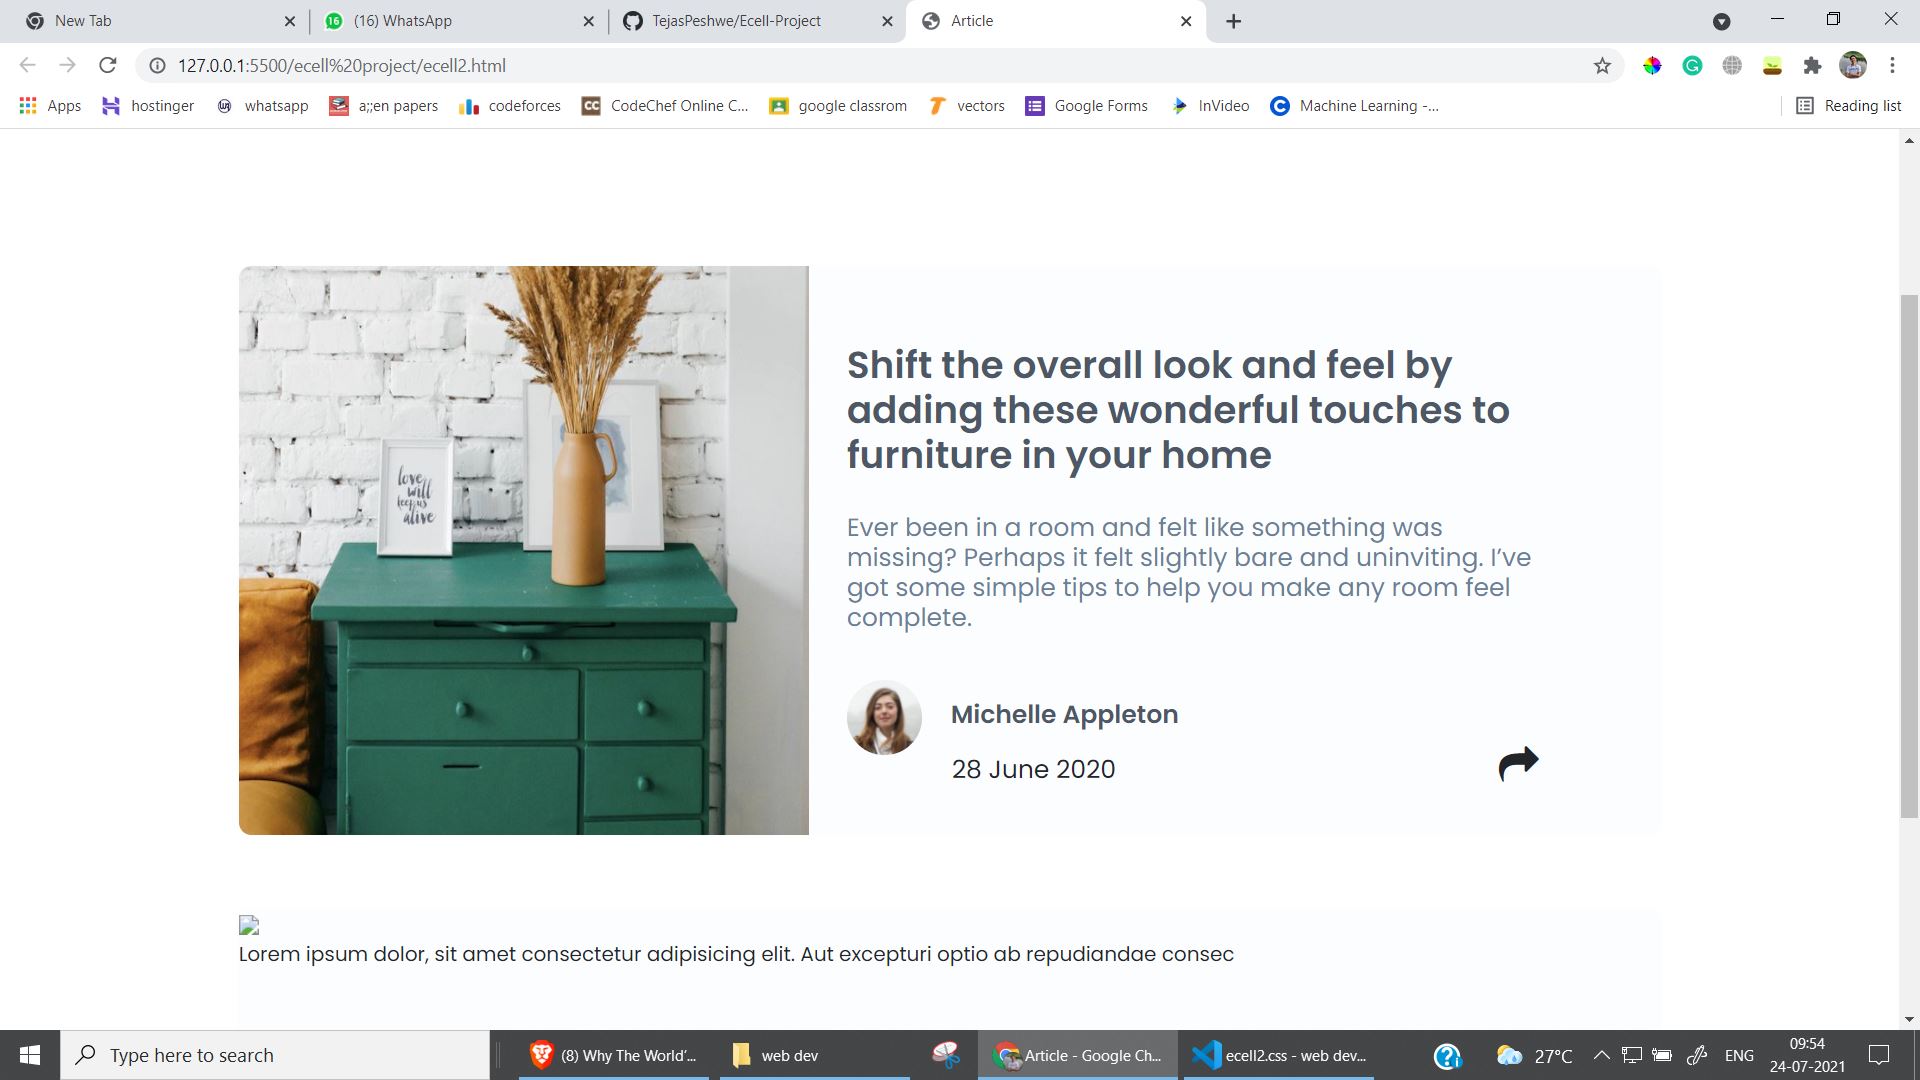 New Tab
(16) WhatsApp
TejasPeshwe/Ecell-Project
Article
127.0.0.1:5500/ecell%20project/ecell2.html
Apps
hostinger
whatsapp
a;;en papers
codeforces
CC
CodeChef Online C...
google classrom
vectors
Google Forms
InVideo
Machine Learning -...
Reading list
Shift the overall look and feel by
adding these wonderful touches to
furniture in your home
love
will
keep us
alive
Ever been in a room and felt like something was
missing? Perhaps it felt slightly bare and uninviting. I’ve
got some simple tips to help you make any room feel
complete.
Michelle Appleton
28 June 2020
Lorem ipsum dolor, sit amet consectetur adipisicing elit. Aut excepturi optio ab repudiandae consec
Type here to search
(8) Why The World'...
web dev
Article - Google Ch...
ecell2.css - web dev...
27°C
ENG
09:54
24-07-2021